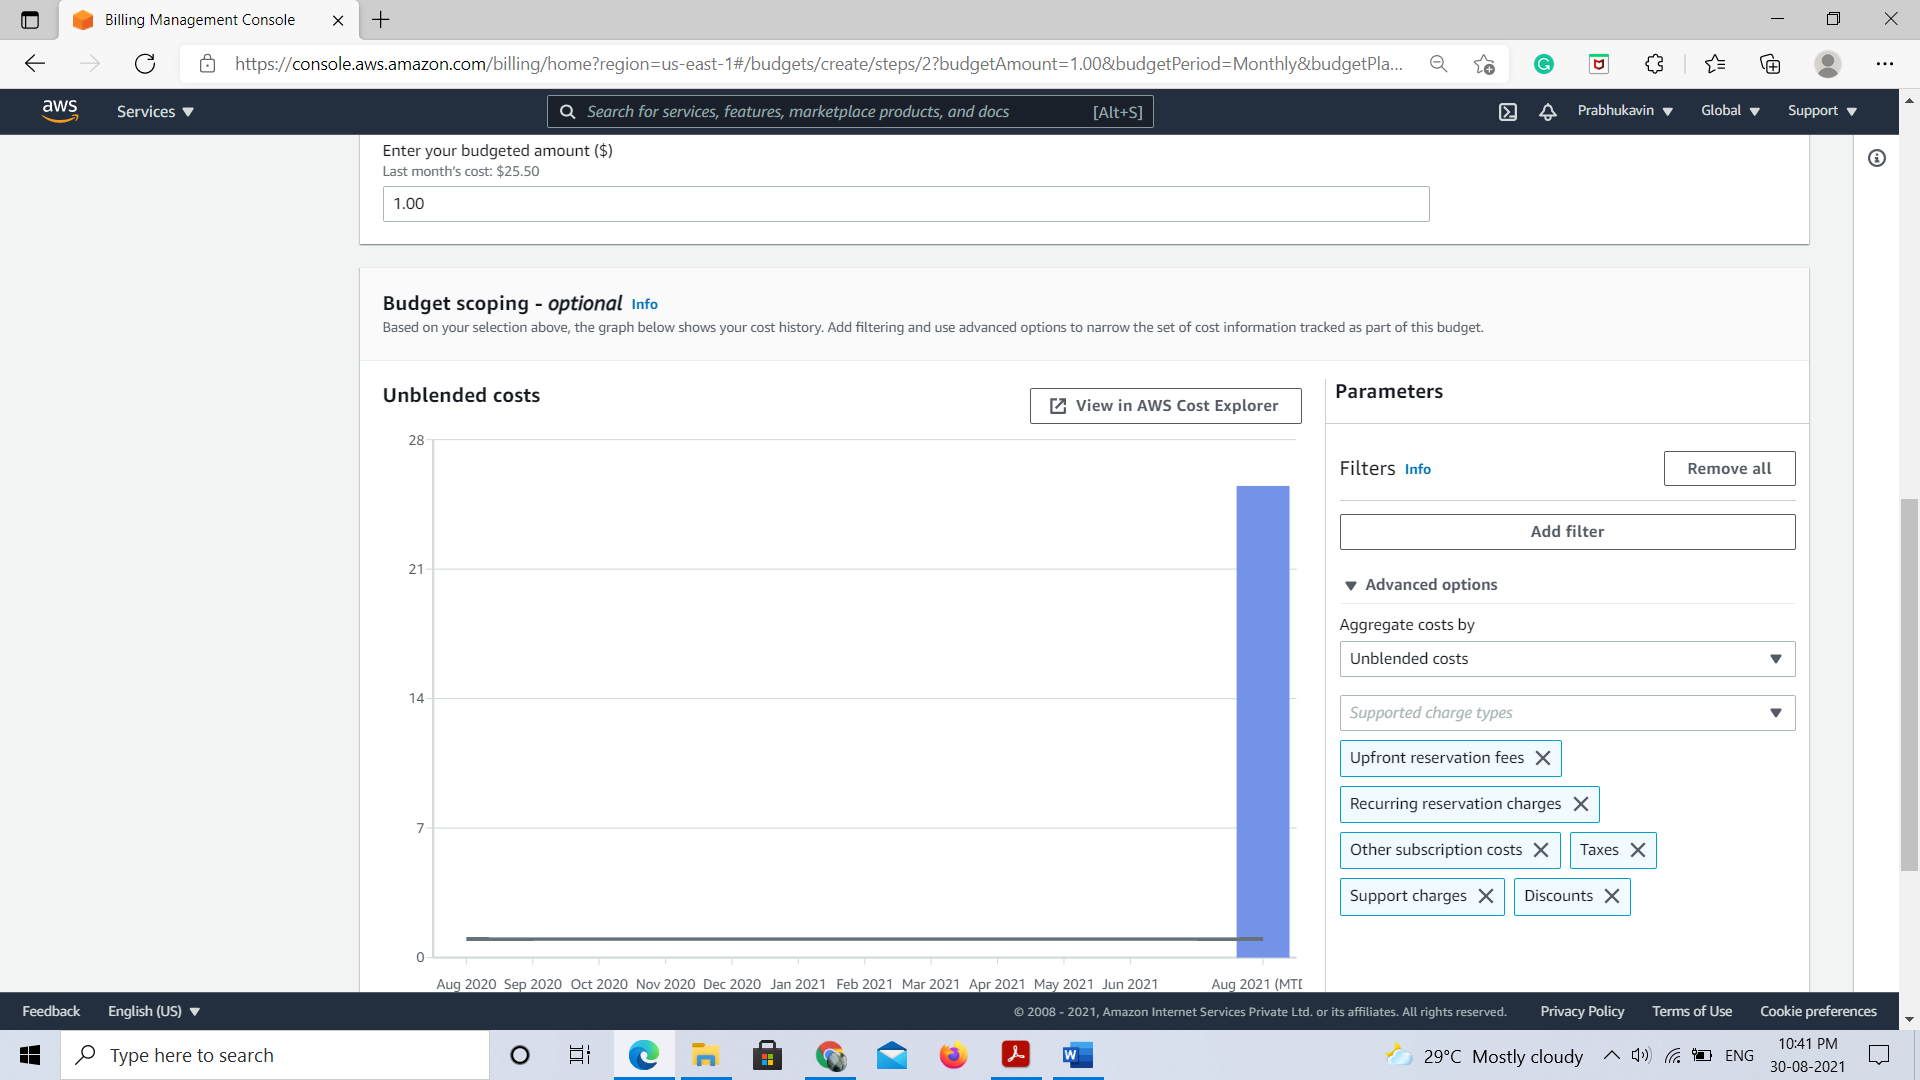 Billing Management Console
https://console.aws.amazon.com/billing/home?region=us-east-1#/budgets/create/steps/2?budgetAmount=1.00&budgetPeriod=Monthly&budgetPla...
aws
Services
Search for services, features, marketplace products, and docs [Alt+S]
Prabhukavin
Global
Support
Enter your budgeted amount ($)
Last month's cost: $25.50
1.00
Budget scoping - optional Info
Based on your selection above, the graph below shows your cost history. Add filtering and use advanced options to narrow the set of cost information tracked as part of this budget.
Unblended costs
View in AWS Cost Explorer
28
21
14
7
0
Aug 2020 Sep 2020 Oct 2020 Nov 2020 Dec 2020 Jan 2021 Feb 2021 Mar 2021 Apr 2021 May 2021 Jun 2021 Aug 2021 (MTD
Parameters
Filters Info
Remove all
Add filter
Advanced options
Aggregate costs by
Unblended costs
Supported charge types
Upfront reservation fees
Recurring reservation charges
Other subscription costs
Taxes
Support charges
Discounts
Feedback
English (US)
© 2008 - 2021, Amazon Internet Services Private Ltd. or its affiliates. All rights reserved.
Privacy Policy
Terms of Use
Cookie preferences
Type here to search
29°C Mostly cloudy
ENG
10:41 PM
30-08-2021